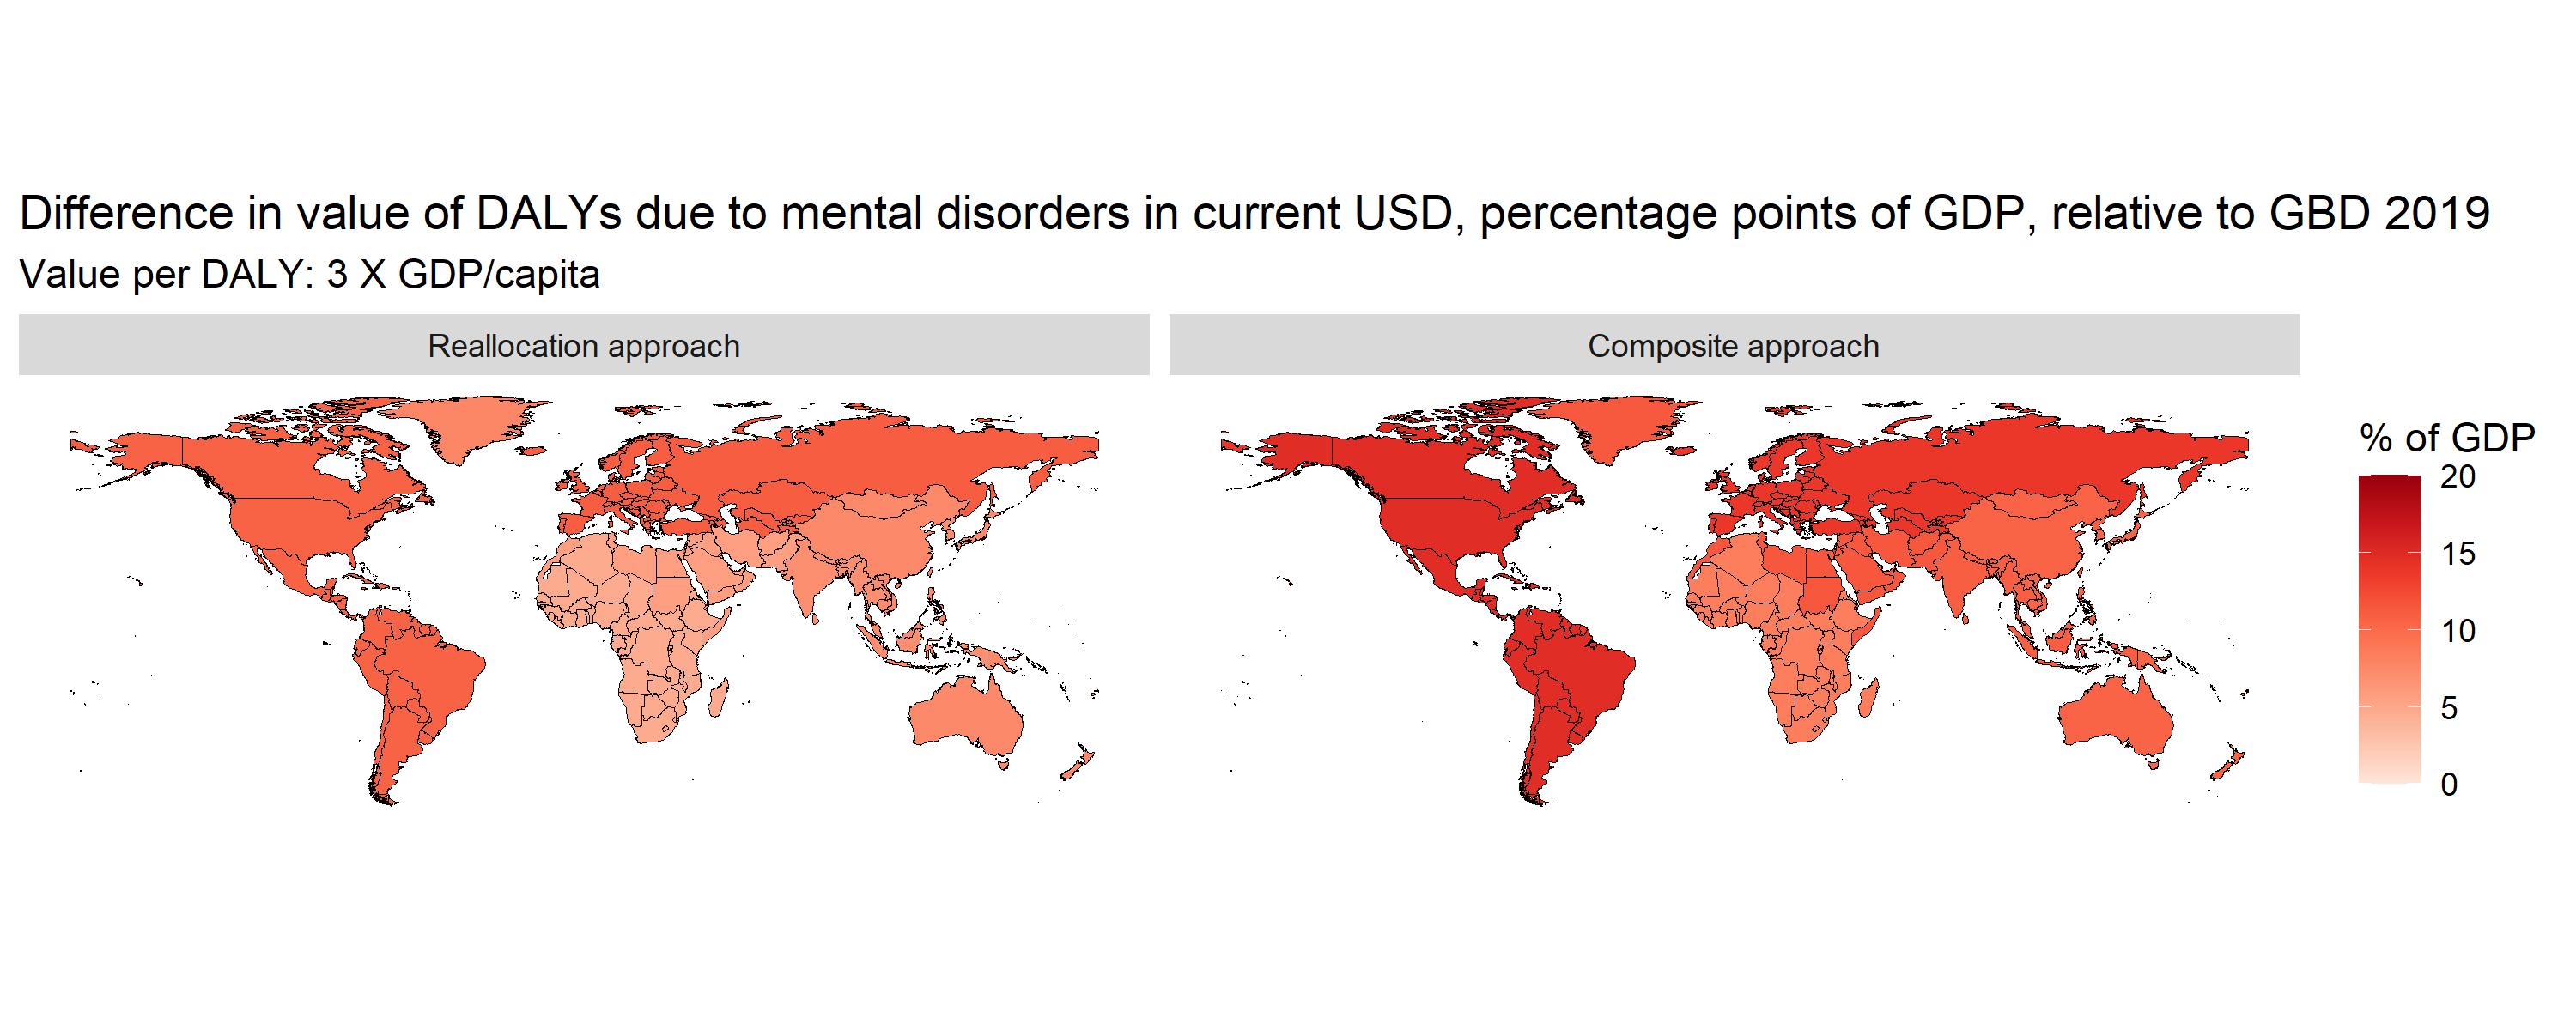 Difference in value of DALYs due to mental disorders in current USD, percentage points of GDP, relative to GBD 2019
Value per DALY: 3 X GDP/capita
Reallocation approach
Composite approach
% of GDP
20
15
10
5
0